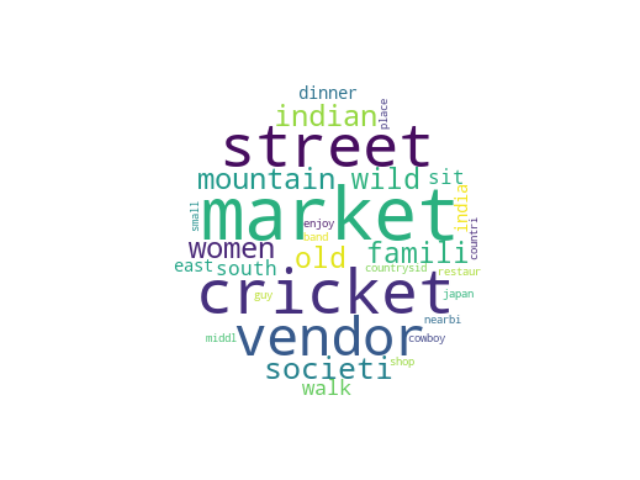 dinner
indian place
street
mountain wild sit
small market india
enjoy countri
band
women old famili
east south countrysid restaur
cricket
guy japan
vendor nearbi
middl cowboy
societi shop
walk